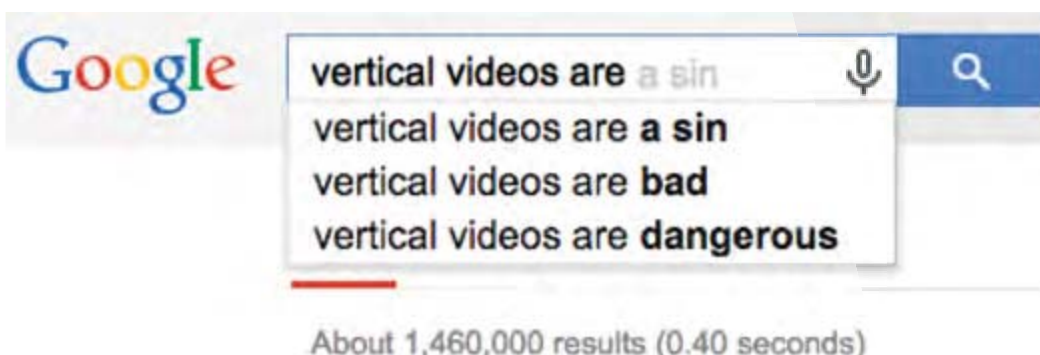 Google
vertical videos are a sin
vertical videos are a sin
vertical videos are bad
vertical videos are dangerous
About 1,460,000 results (0.40 seconds)